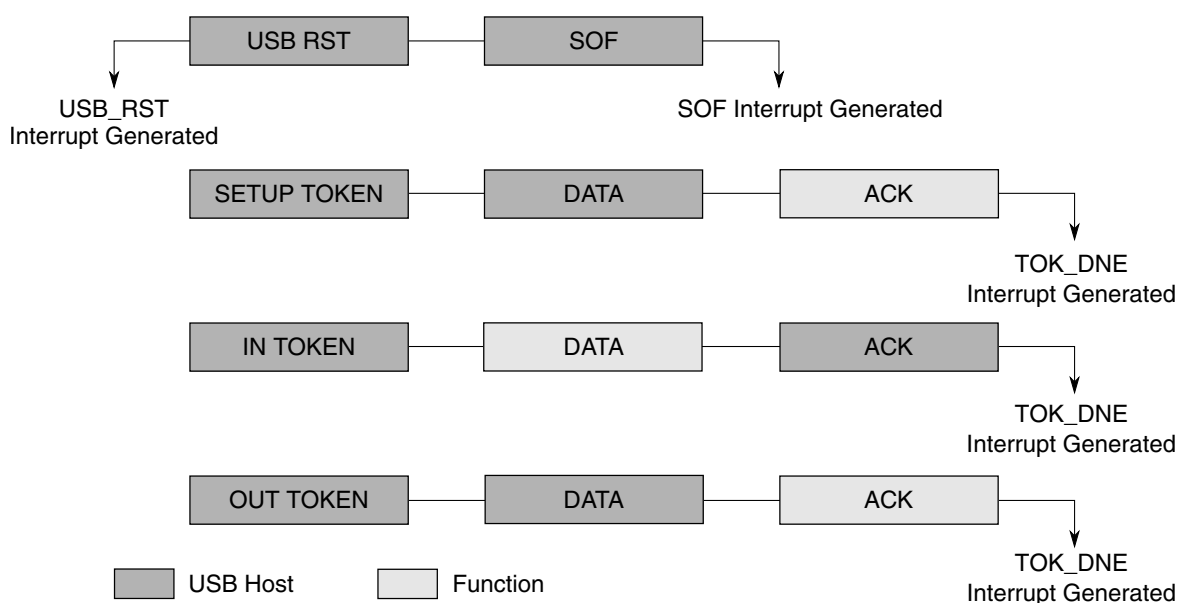 USB RST
SOF
USB_RST
Interrupt Generated
SOF Interrupt Generated
SETUP TOKEN
DATA
ACK
TOK_DNE
Interrupt Generated
IN TOKEN
DATA
ACK
TOK_DNE
Interrupt Generated
OUT TOKEN
DATA
ACK
TOK_DNE
Interrupt Generated
USB Host
Function